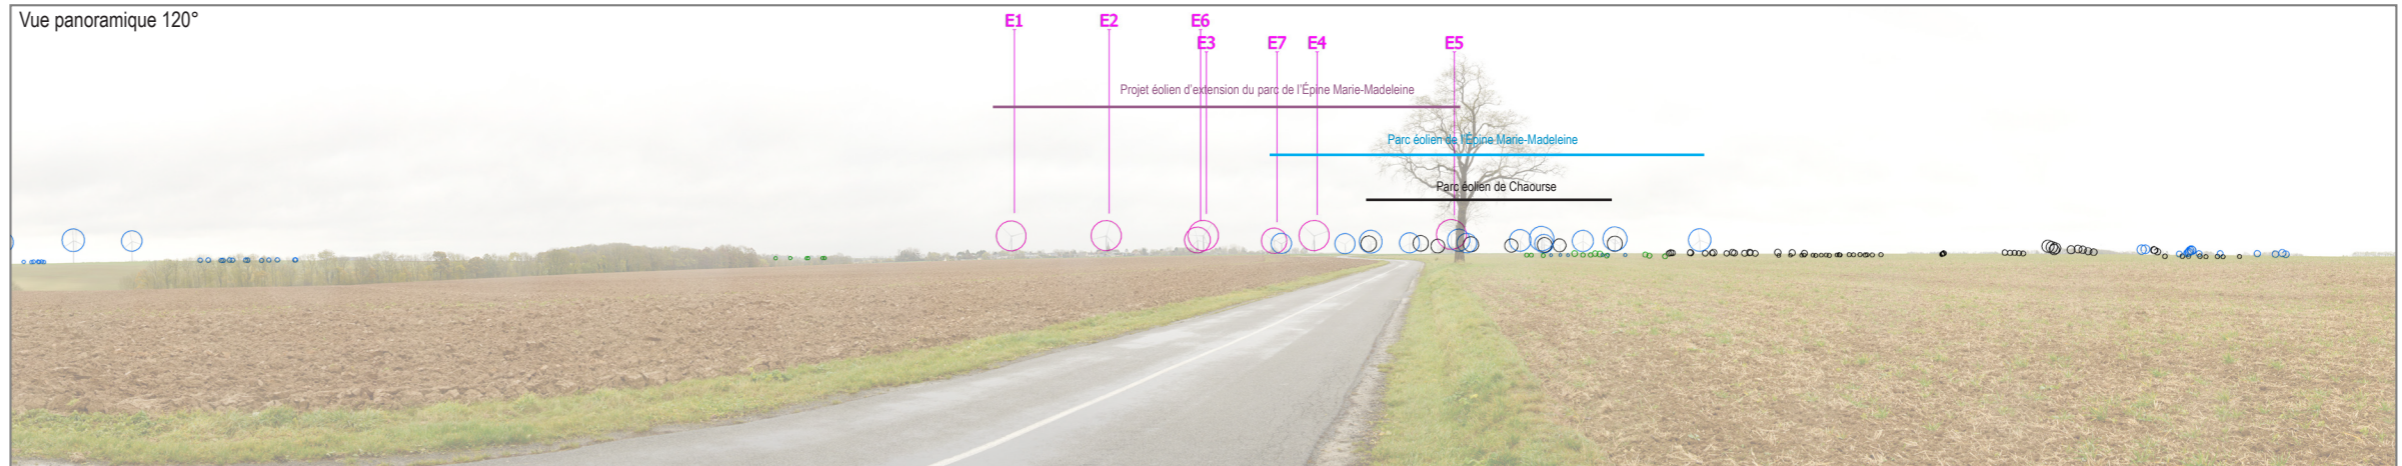 Vue panoramique 120°
E1 E2 E6
E3 E7 E4 E5
Projet éolien d'extension du parc de l'Épine Marie-Madeleine
Parc éolien de l'Épine Marie-Madeleine
Parc éolien de Chaourse